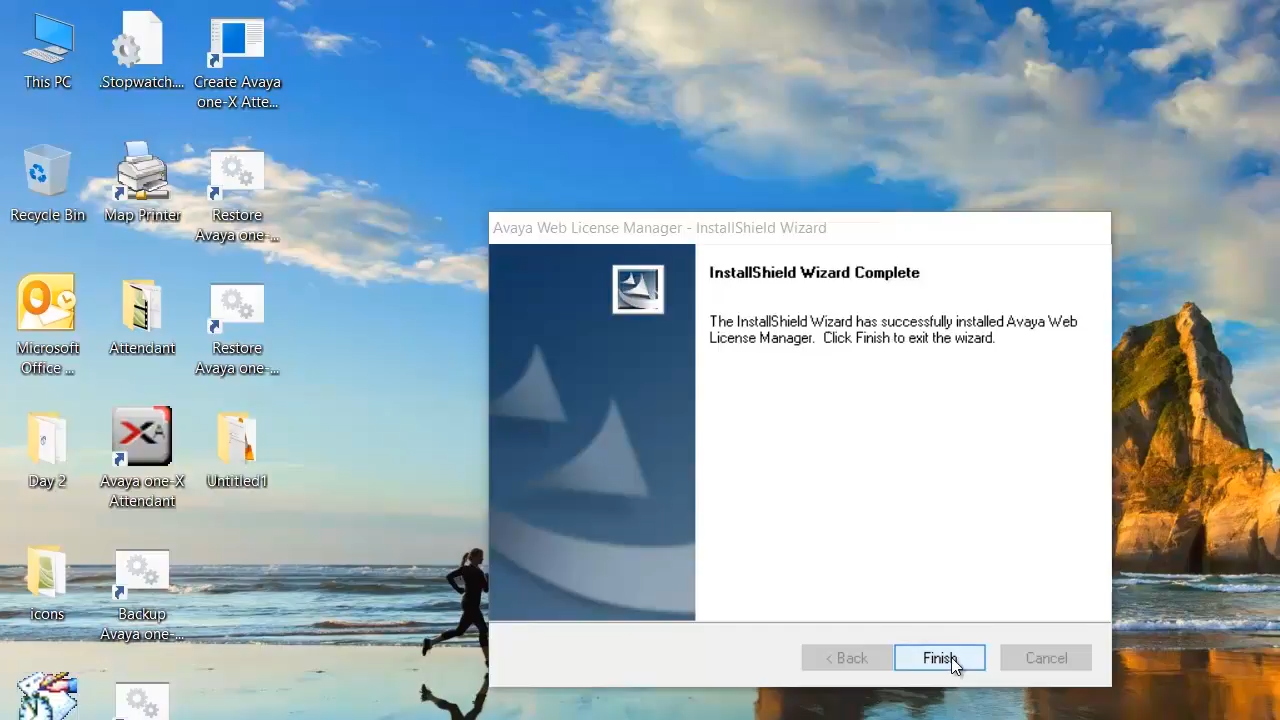 This PC
.Stopwatch....
Create Avaya
one-X Atte...
Recycle Bin
Map Printer
Restore
Avaya one-...
Microsoft
Office ...
Attendant
Restore
Avaya one-...
Day 2
Avaya one-X
Attendant
Untitled1
icons
Backup
Avaya one-...
Avaya Web License Manager - InstallShield Wizard
InstallShield Wizard Complete
The InstallShield Wizard has successfully installed Avaya Web
License Manager. Click Finish to exit the wizard.
< Back
Finish
Cancel